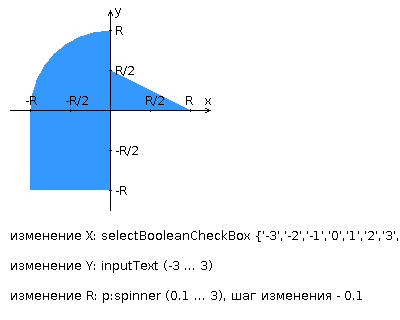 y
R
R/2
-R -R/2 R/2 R x
-R/2
-R
изменение X: selectBooleanCheckBox {'-3','-2','-1','0','1','2','3',
изменение Y: inputText (-3 ... 3)
изменение R: p:spinner (0.1 ... 3), шаг изменения - 0.1